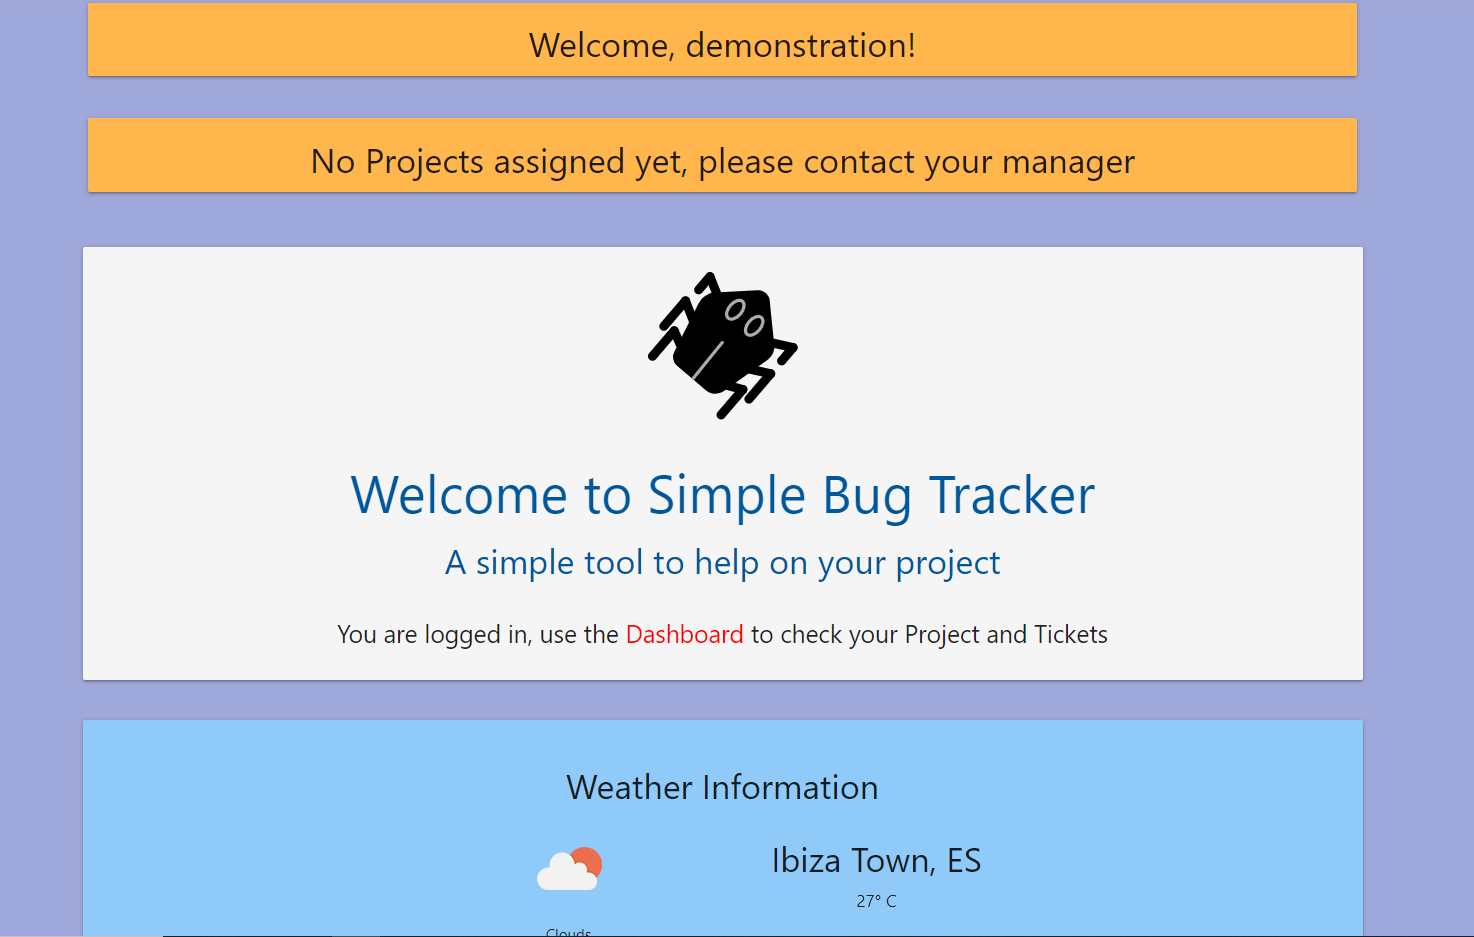 Welcome, demonstration!
No Projects assigned yet, please contact your manager
Welcome to Simple Bug Tracker
A simple tool to help on your project
You are logged in, use the Dashboard to check your Project and Tickets
Weather Information
Ibiza Town, ES
27° C
Clouds